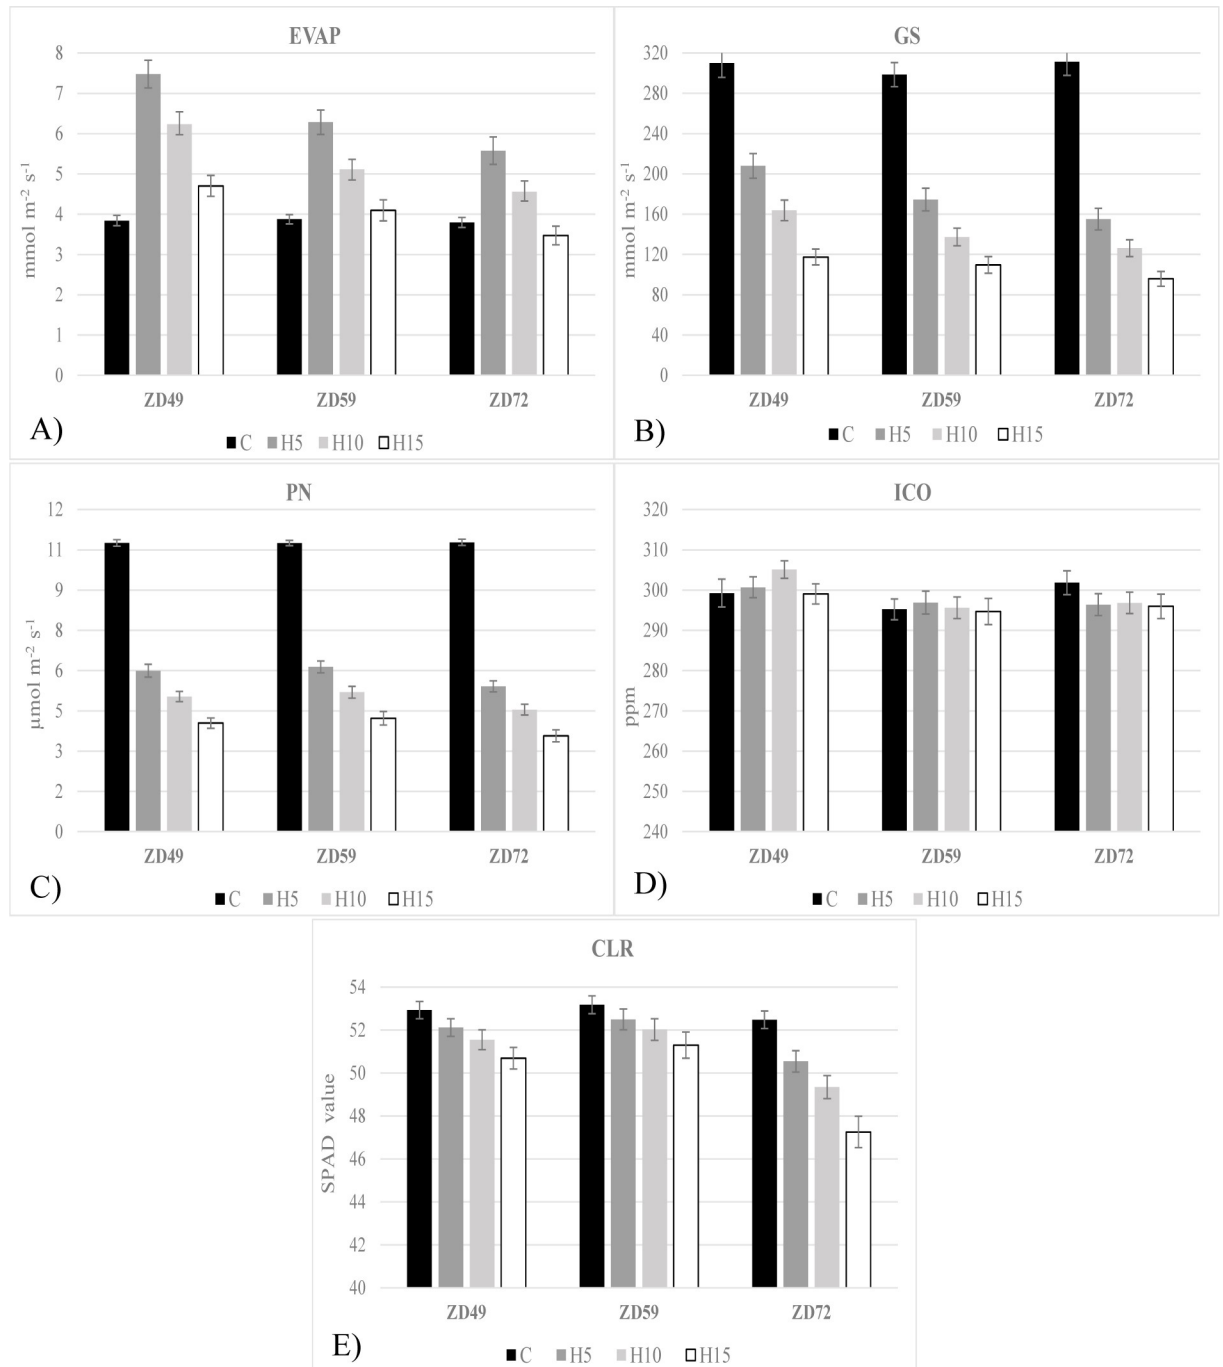 EVAP
8
7
6
5
4
3
2
1
0
mmol m⁻² s⁻¹
ZD49 ZD59 ZD72
A)
C H5 H10 H15
GS
320
280
240
200
160
120
80
40
0
mmol m⁻² s⁻¹
ZD49 ZD59 ZD72
B)
C H5 H10 H15
PN
12
11
9
8
6
5
3
2
0
µmol m⁻² s⁻¹
ZD49 ZD59 ZD72
C)
C H5 H10 H15
ICO
320
310
300
290
280
270
260
250
240
ppm
ZD49 ZD59 ZD72
D)
C H5 H10 H15
CLR
54
52
50
48
46
44
42
40
SPAD value
ZD49 ZD59 ZD72
E)
C H5 H10 H15